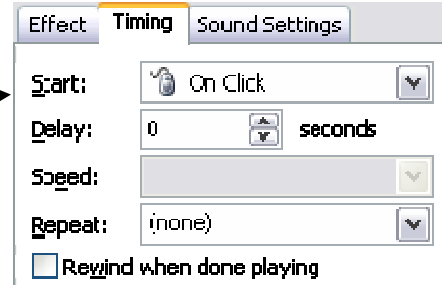 Effect Timing Sound Settings
Start: On Click
Delay: 0 seconds
Speed:
Repeat: (none)
Rewind when done playing